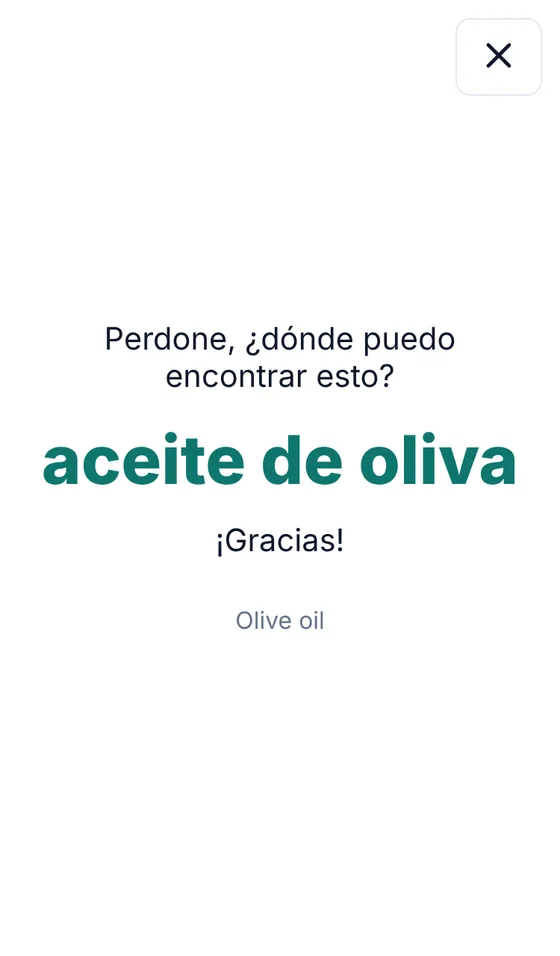 Perdone, ¿dónde puedo
encontrar esto?
aceite de oliva
¡Gracias!
Olive oil